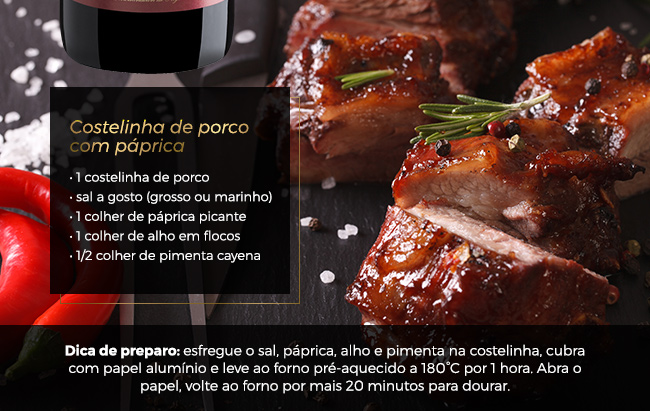 Costelinha de porco
com páprica
• 1 costelinha de porco
• sal a gosto (grosso ou marinho)
• 1 colher de páprica picante
• 1 colher de alho em flocos
• 1/2 colher de pimenta cayena
Dica de preparo: esfregue o sal, páprica, alho e pimenta na costelinha, cubra
com papel alumínio e leve ao forno pré-aquecido a 180°C por 1 hora. Abra o
papel, volte ao forno por mais 20 minutos para dourar.